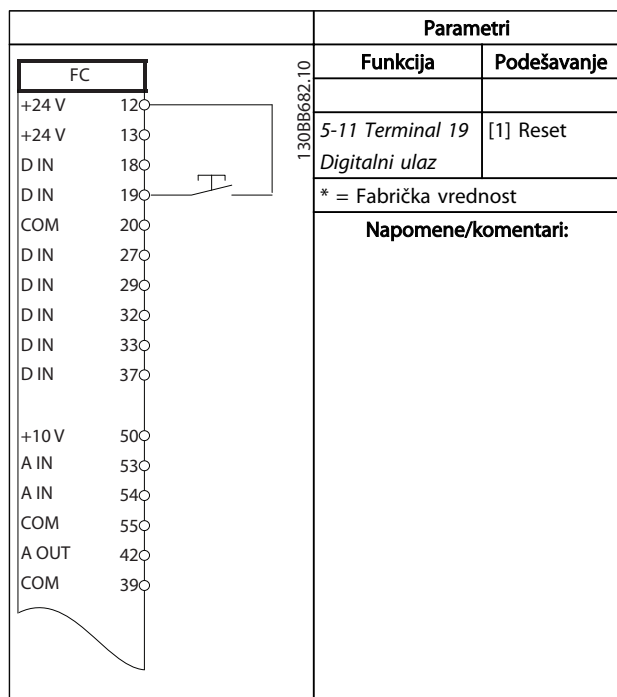 FC
+24 V 12
+24 V 13
D IN 18
D IN 19
COM 20
D IN 27
D IN 29
D IN 32
D IN 33
D IN 37
+10 V 50
A IN 53
A IN 54
COM 55
A OUT 42
COM 39
130BB682.10
Parametri
Funkcija Podešavanje
5-11 Terminal 19 [1] Reset
Digitalni ulaz
* = Fabrička vrednost
Napomene/komentari: